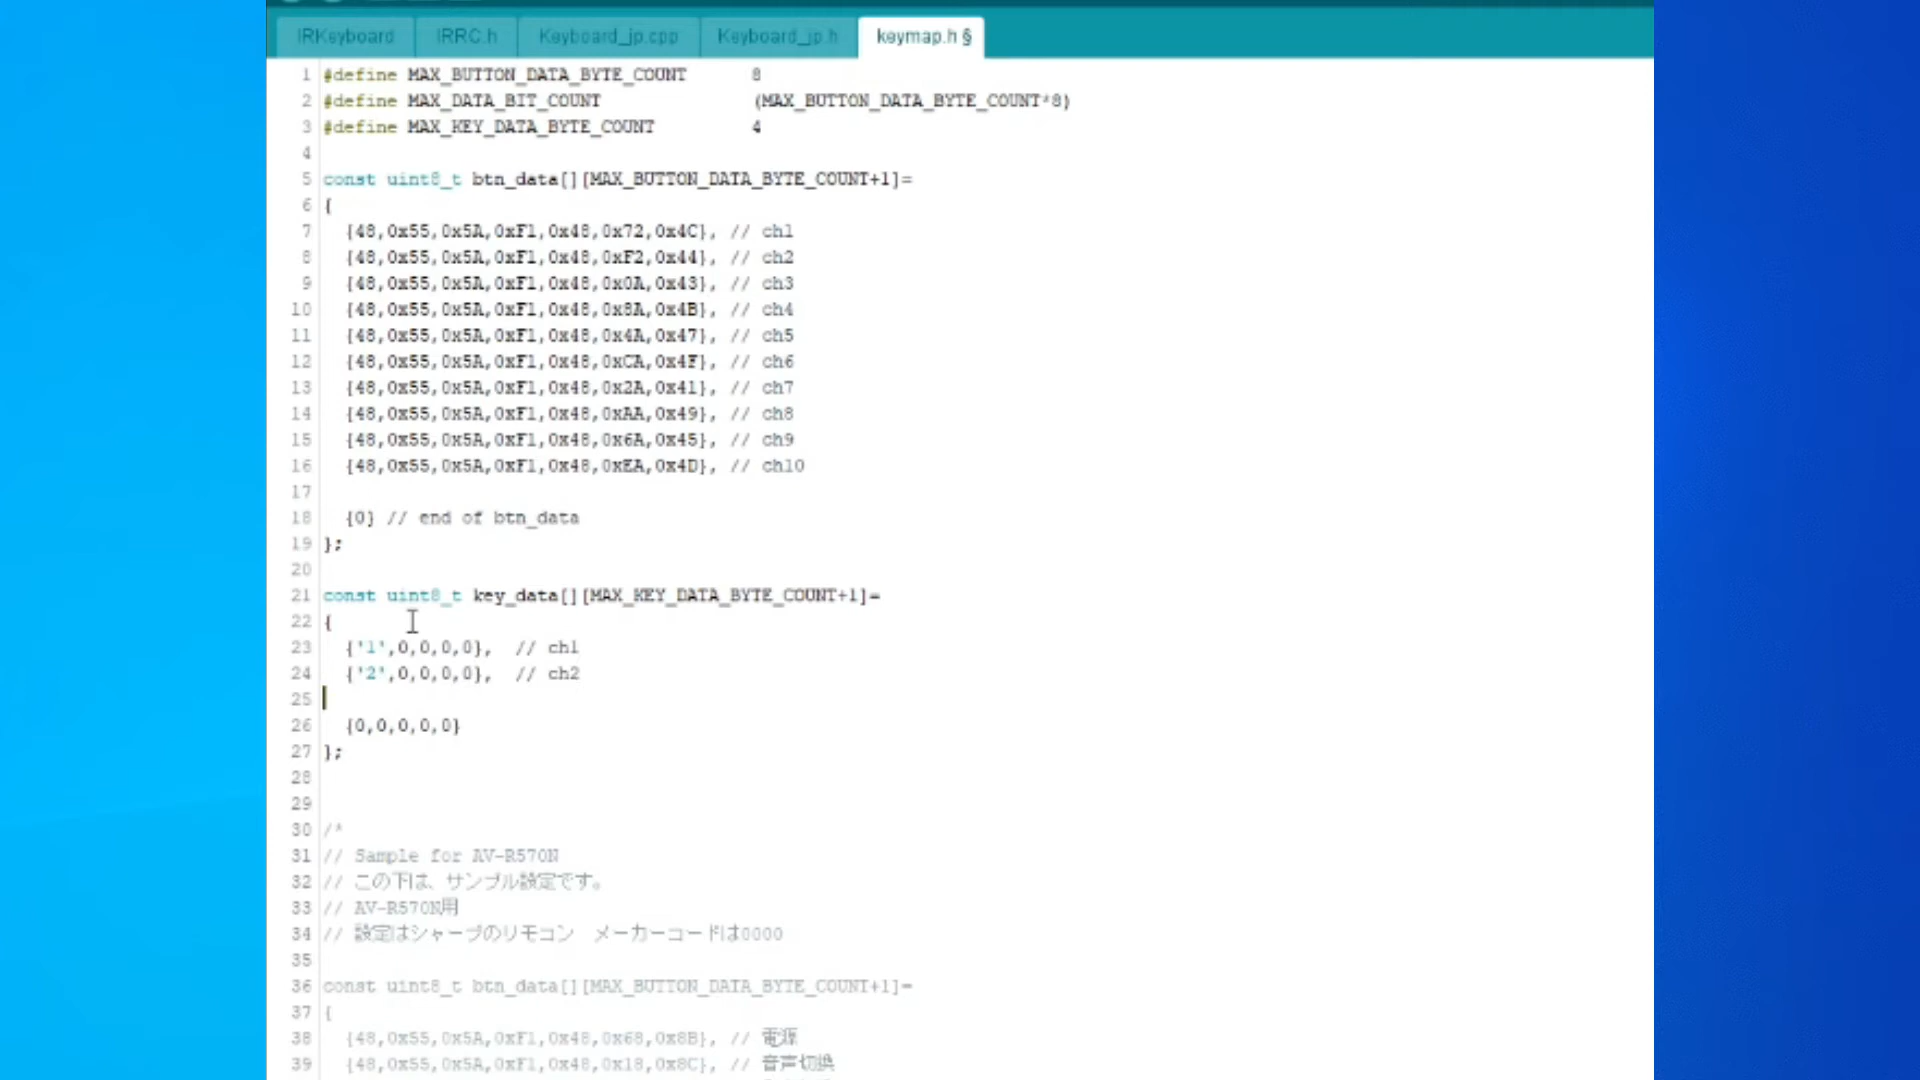 IRKeyboard IRRC.h Keyboard_jp.cpp Keyboard_jp.h keymap.h §
1 #define MAX_BUTTON_DATA_BYTE_COUNT 8
2 #define MAX_DATA_BIT_COUNT (MAX_BUTTON_DATA_BYTE_COUNT*8)
3 #define MAX_KEY_DATA_BYTE_COUNT 4
4
5 const uint8_t btn_data[][MAX_BUTTON_DATA_BYTE_COUNT+1]=
6 {
7 {48,0x55,0x5A,0xF1,0x48,0x72,0x4C}, // ch1
8 {48,0x55,0x5A,0xF1,0x48,0xF2,0x44}, // ch2
9 {48,0x55,0x5A,0xF1,0x48,0x0A,0x43}, // ch3
10 {48,0x55,0x5A,0xF1,0x48,0x8A,0x4B}, // ch4
11 {48,0x55,0x5A,0xF1,0x48,0x4A,0x47}, // ch5
12 {48,0x55,0x5A,0xF1,0x48,0xCA,0x4F}, // ch6
13 {48,0x55,0x5A,0xF1,0x48,0x2A,0x41}, // ch7
14 {48,0x55,0x5A,0xF1,0x48,0xAA,0x49}, // ch8
15 {48,0x55,0x5A,0xF1,0x48,0x6A,0x45}, // ch9
16 {48,0x55,0x5A,0xF1,0x48,0xEA,0x4D}, // ch10
17
18 {0} // end of btn_data
19 };
20
21 const uint8_t key_data[][MAX_KEY_DATA_BYTE_COUNT+1]=
22 {
23 {'1',0,0,0,0}, // ch1
24 {'2',0,0,0,0}, // ch2
25
26 {0,0,0,0,0}
27 };
28
29
30 /*
31 // Sample for AV-R570N
32 // この下は、サンプル設定です。
33 // AV-R570N用
34 // 設定はシャープのリモコン　メーカーコードは0000
35
36 const uint8_t btn_data[][MAX_BUTTON_DATA_BYTE_COUNT+1]=
37 {
38 {48,0x55,0x5A,0xF1,0x48,0x68,0x8B}, // 電源
39 {48,0x55,0x5A,0xF1,0x48,0x18,0x8C}, // 音声切換